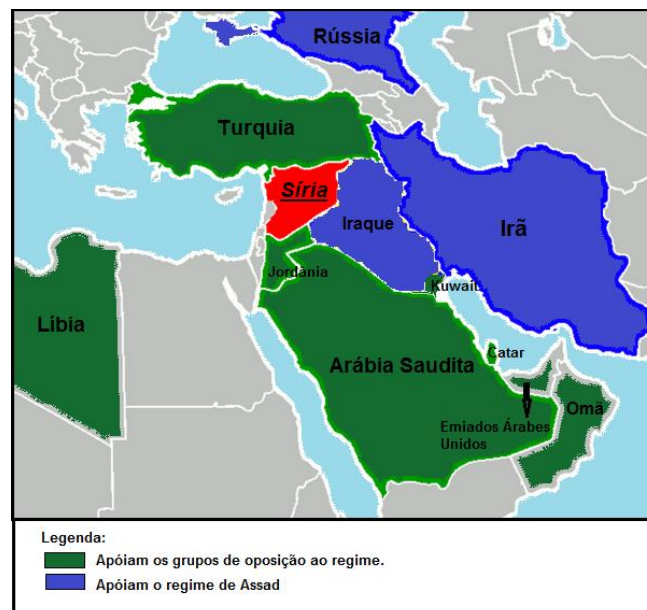 Rússia
Turquia
Síria
Iraque
Irã
Jordânia
Kuwait
Líbia
Arábia Saudita
Catar
Omã
Emiados Árabes
Unidos
Legenda:
Apóiam os grupos de oposição ao regime.
Apóiam o regime de Assad